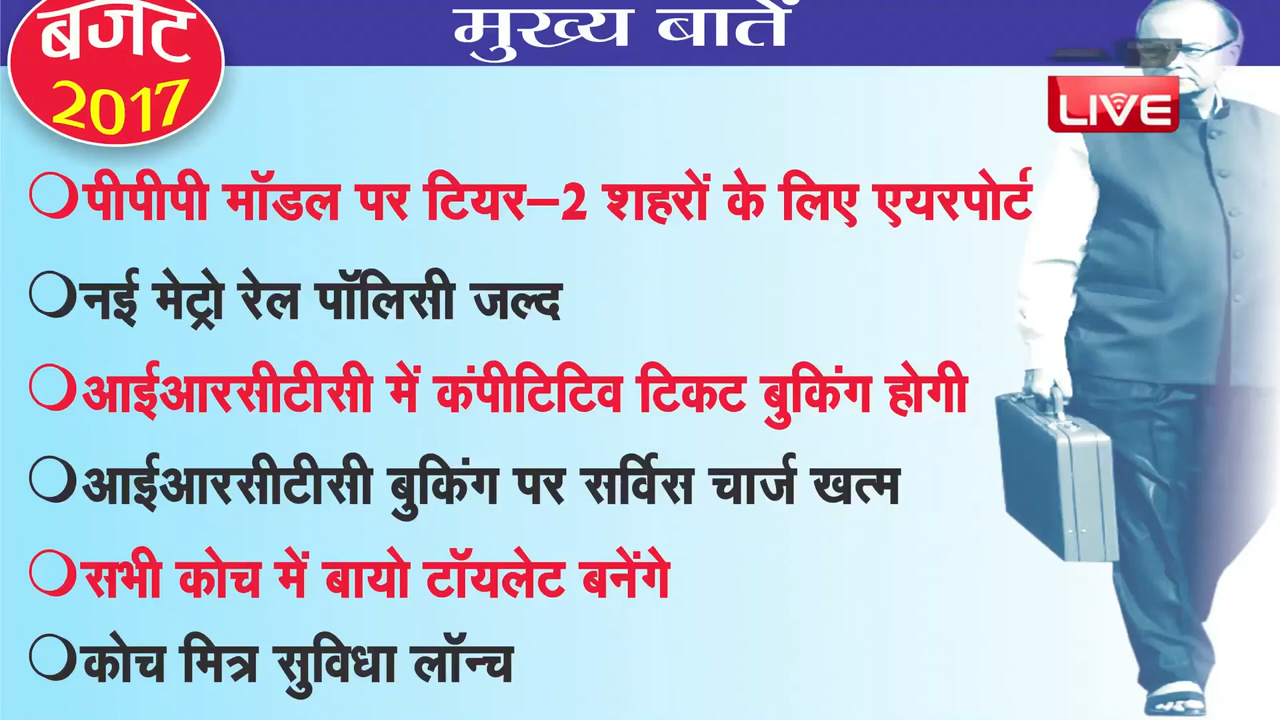 बजट
2017
मुख्य बातें
LIVE
पीपीपी मॉडल पर टियर–2 शहरों के लिए एयरपोर्ट
नई मेट्रो रेल पॉलिसी जल्द
आईआरसीटीसी में कंपीटिटिव टिकट बुकिंग होगी
आईआरसीटीसी बुकिंग पर सर्विस चार्ज खत्म
सभी कोच में बायो टॉयलेट बनेंगे
कोच मित्र सुविधा लॉन्च